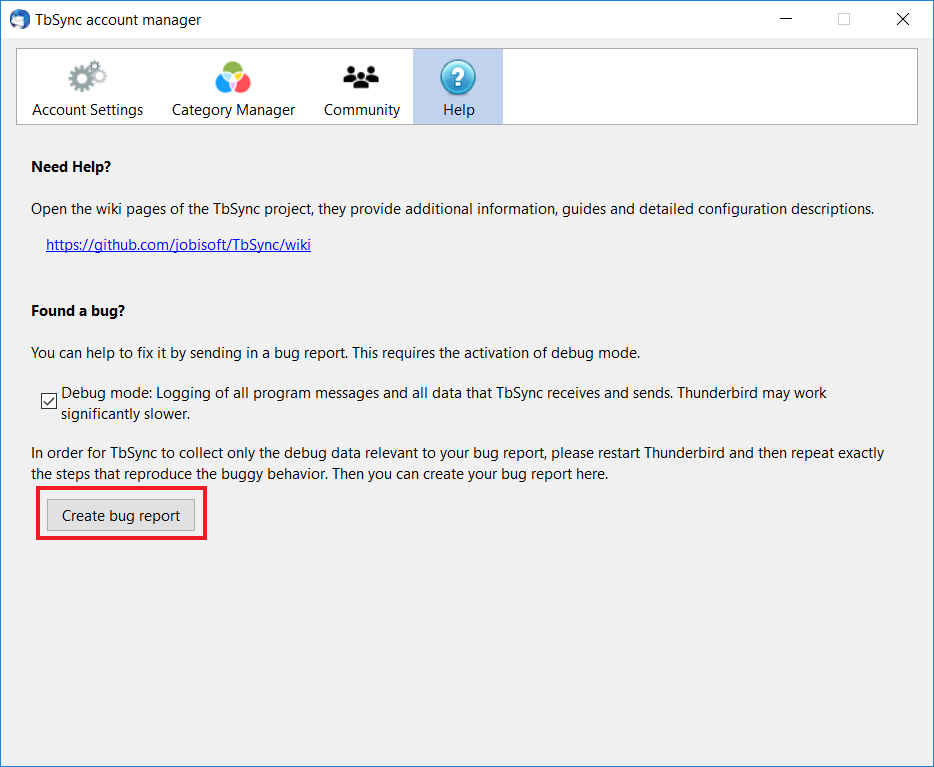 TbSync account manager
Account Settings
Category Manager
Community
Help
Need Help?
Open the wiki pages of the TbSync project, they provide additional information, guides and detailed configuration descriptions.
https://github.com/jobisoft/TbSync/wiki
Found a bug?
You can help to fix it by sending in a bug report. This requires the activation of debug mode.
Debug mode: Logging of all program messages and all data that TbSync receives and sends. Thunderbird may work
significantly slower.
In order for TbSync to collect only the debug data relevant to your bug report, please restart Thunderbird and then repeat exactly
the steps that reproduce the buggy behavior. Then you can create your bug report here.
Create bug report